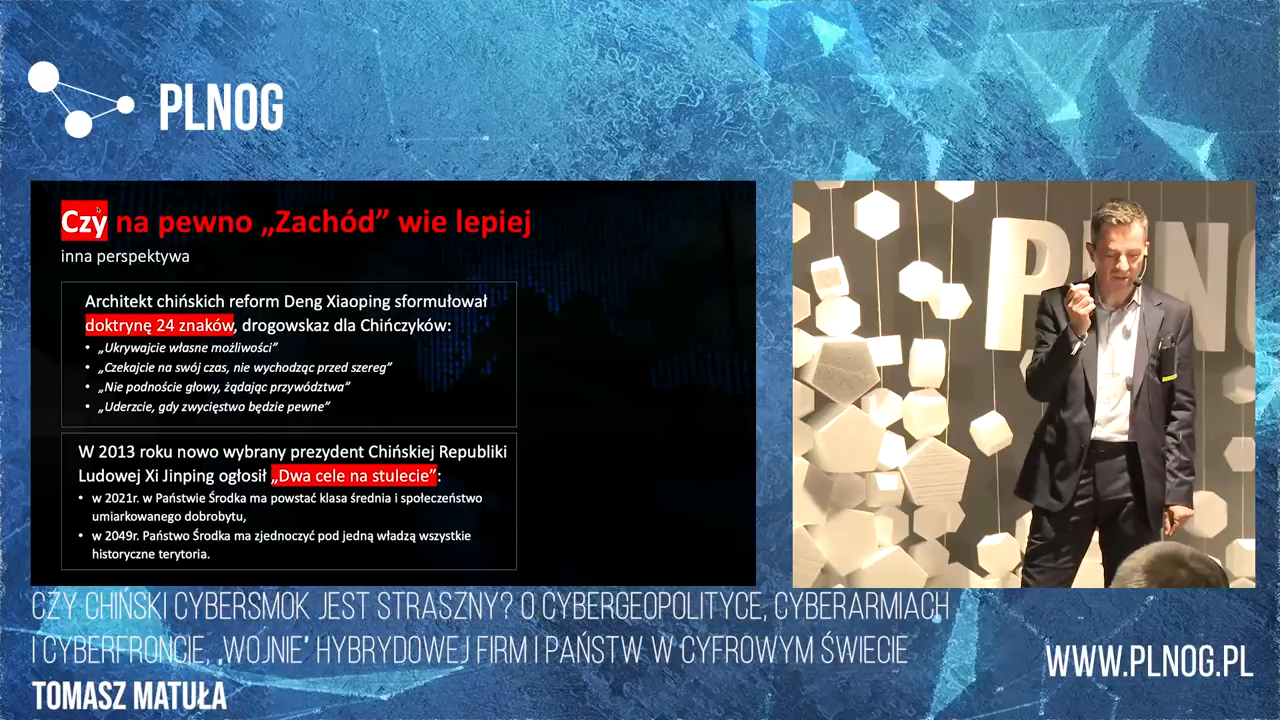 PLNOG
Czy na pewno „Zachód” wie lepiej
inna perspektywa
Architekt chińskich reform Deng Xiaoping sformułował
doktrynę 24 znaków, drogowskaz dla Chińczyków:
• „Ukrywajcie własne możliwości”
• „Czekajcie na swój czas, nie wychodząc przed szereg”
• „Nie podnoście głowy, żądając przywództwa”
• „Uderzcie, gdy zwycięstwo będzie pewne”
W 2013 roku nowo wybrany prezydent Chińskiej Republiki
Ludowej Xi Jinping ogłosił „Dwa cele na stulecie”:
• w 2021r. w Państwie Środka ma powstać klasa średnia i społeczeństwo
umiarkowanego dobrobytu,
• w 2049r. Państwo Środka ma zjednoczyć pod jedną władzą wszystkie
historyczne terytoria.
PLNOG
CZY CHIŃSKI CYBERSMOK JEST STRASZNY? O CYBERGEOPOLITYCE, CYBERARMIACH
I CYBERFRONCIE, „WOJNIE” HYBRYDOWEJ FIRM I PAŃSTW W CYFROWYM ŚWIECIE
TOMASZ MATUŁA
WWW.PLNOG.PL